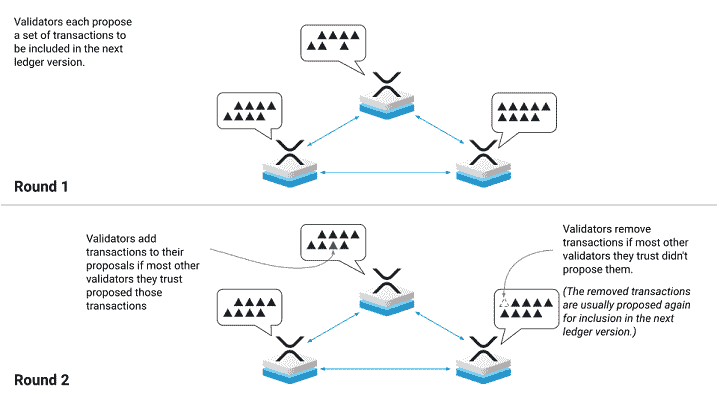 Validators each propose
a set of transactions to
be included in the next
ledger version.
Round 1
Validators add
transactions to their
proposals if most other
validators they trust
proposed those
transactions
Validators remove
transactions if most other
validators they trust didn't
propose them.
(The removed transactions
are usually proposed again
for inclusion in the next
ledger version.)
Round 2